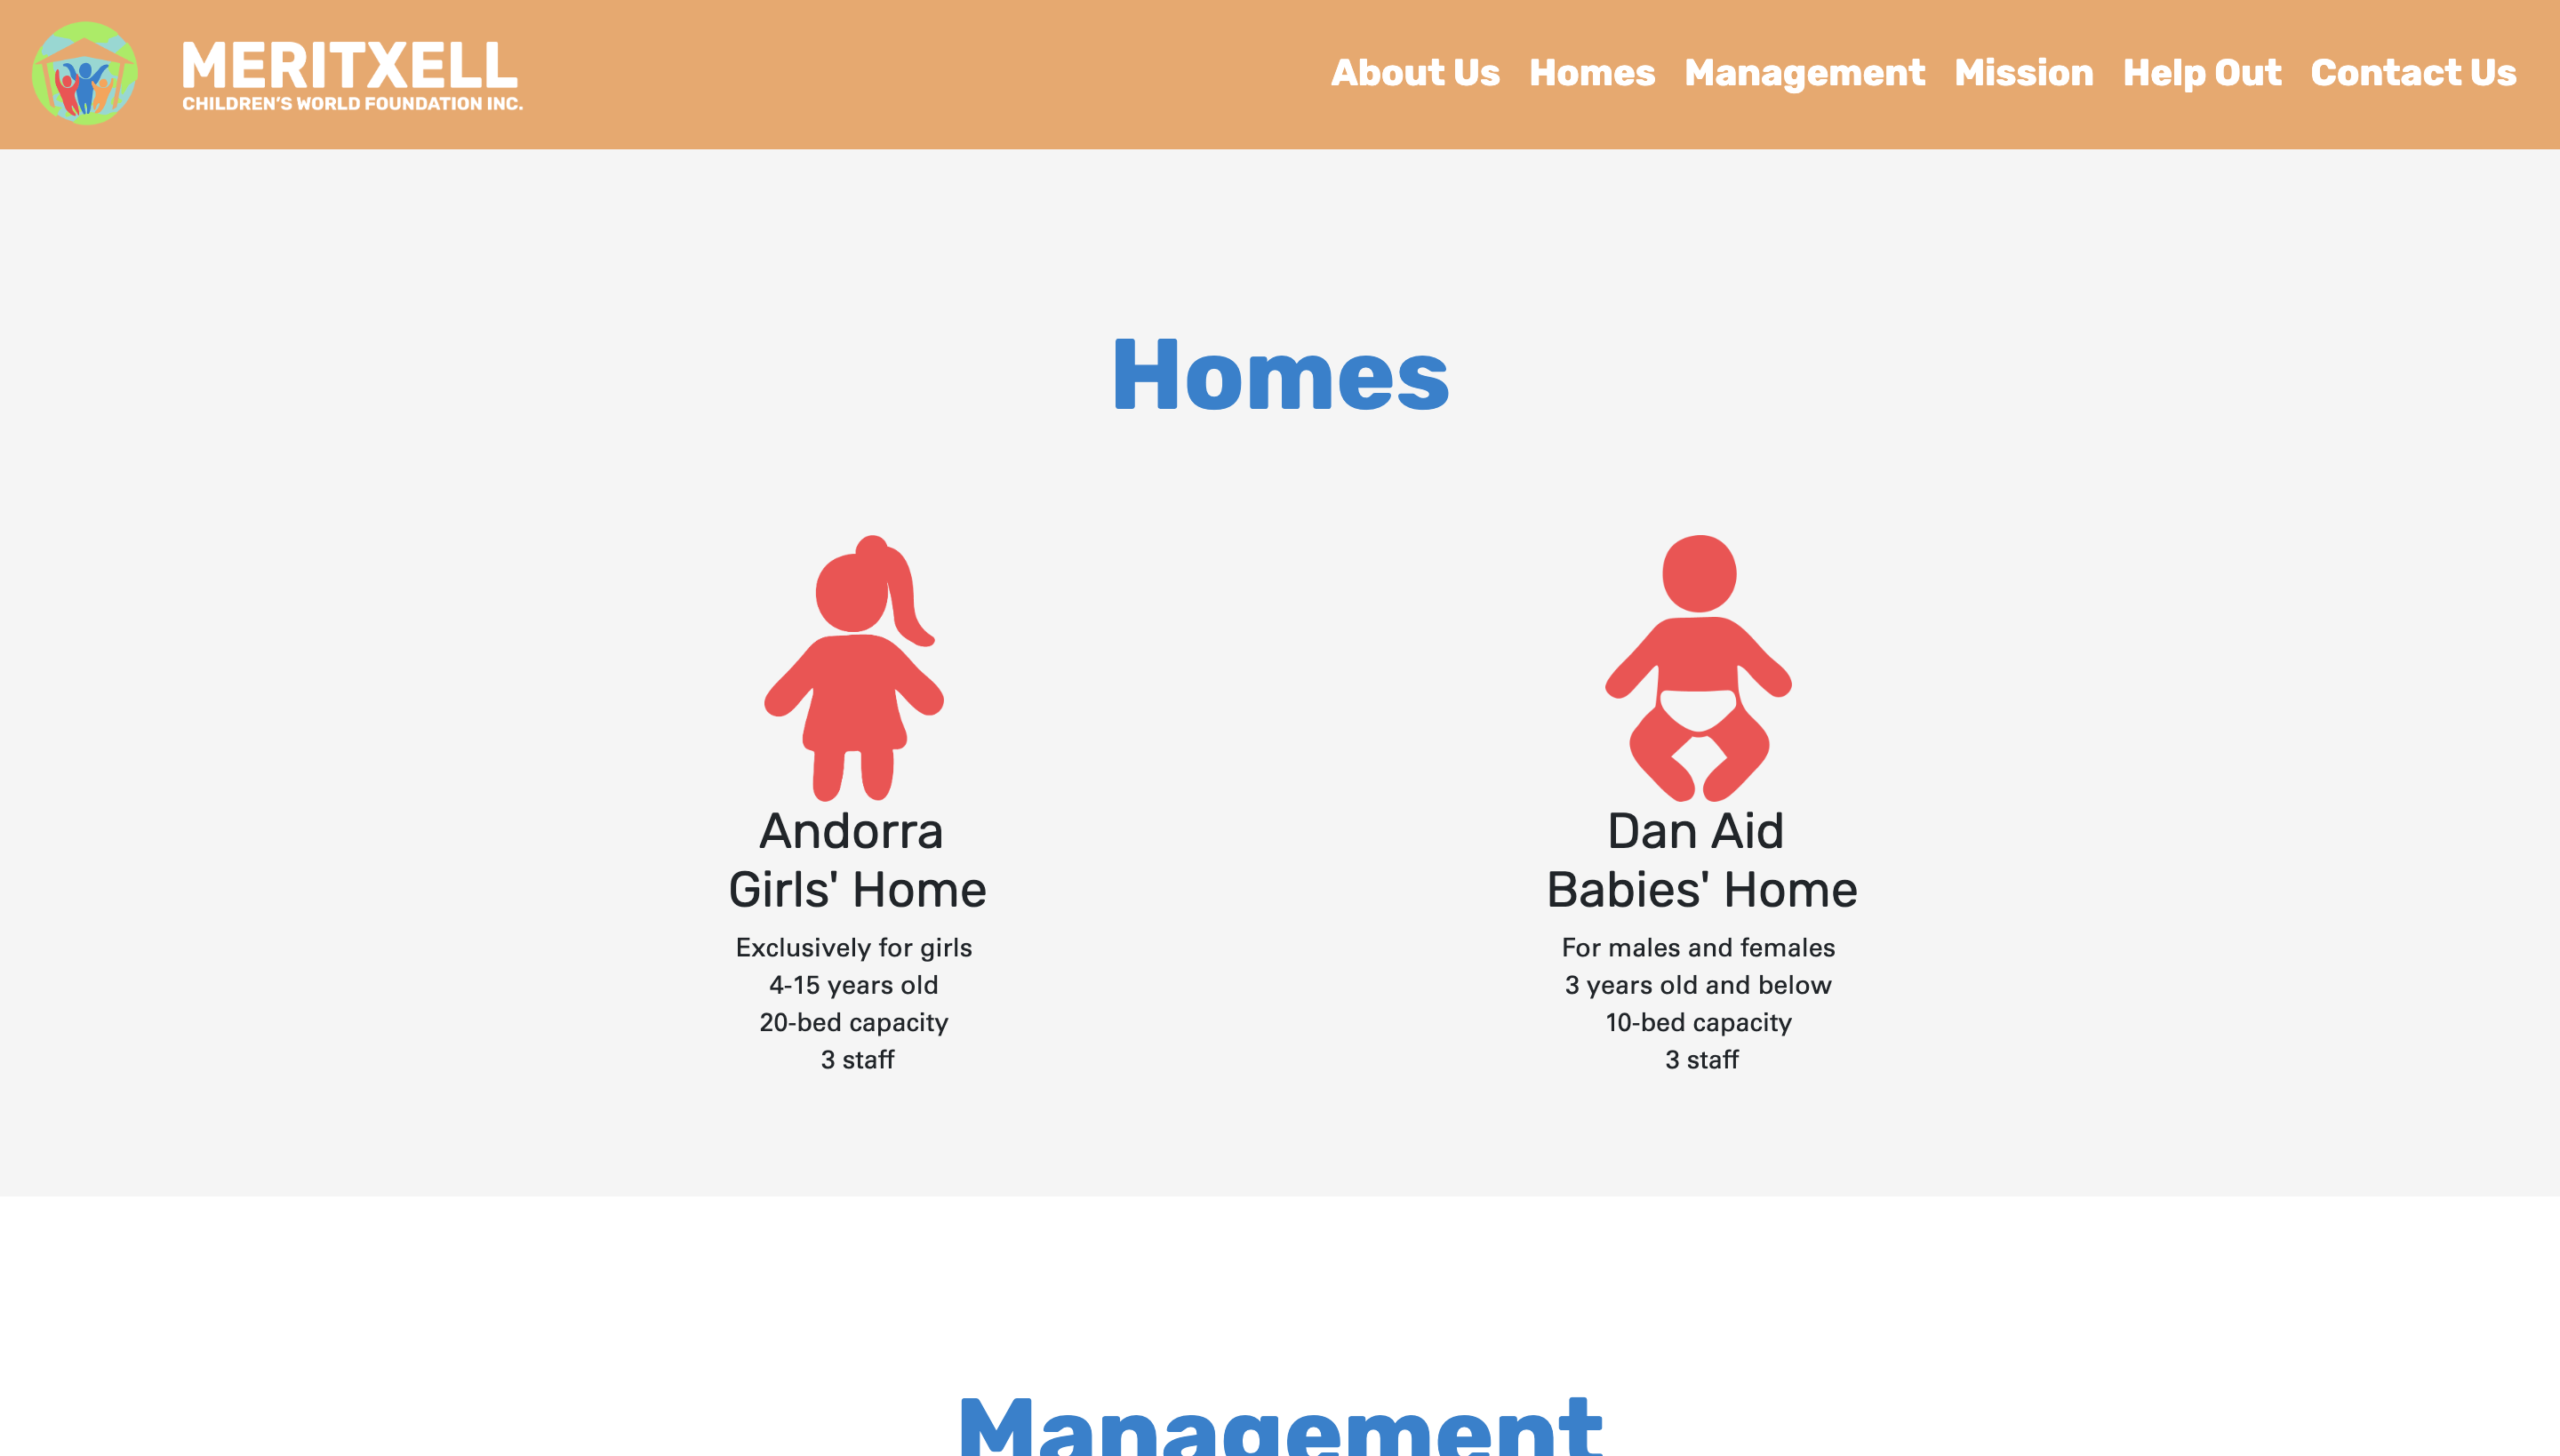 MERITXELL
CHILDREN'S WORLD FOUNDATION INC.
About Us Homes Management Mission Help Out Contact Us
Homes
Andorra
Girls' Home
Exclusively for girls
4-15 years old
20-bed capacity
3 staff
Dan Aid
Babies' Home
For males and females
3 years old and below
10-bed capacity
3 staff
Management